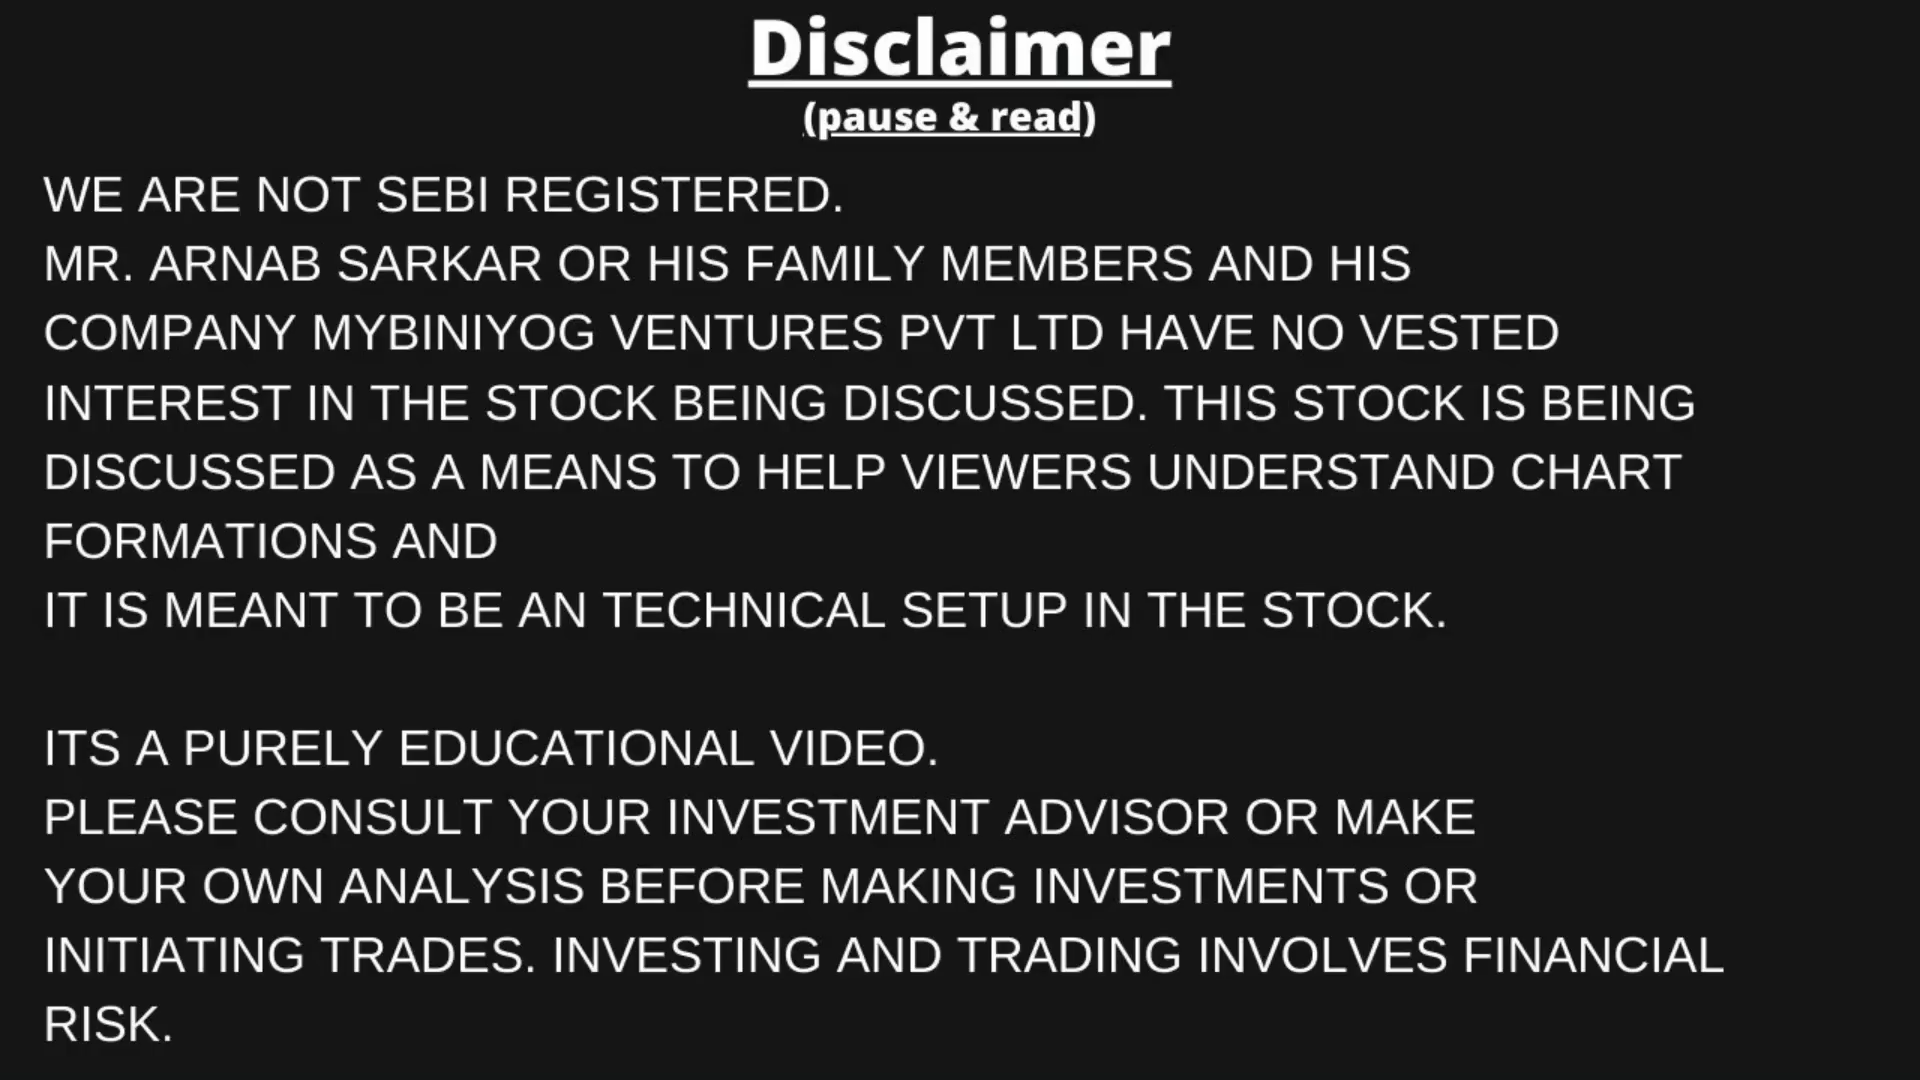 Disclaimer
(pause & read)
WE ARE NOT SEBI REGISTERED.
MR. ARNAB SARKAR OR HIS FAMILY MEMBERS AND HIS
COMPANY MYBINIYOG VENTURES PVT LTD HAVE NO VESTED
INTEREST IN THE STOCK BEING DISCUSSED. THIS STOCK IS BEING
DISCUSSED AS A MEANS TO HELP VIEWERS UNDERSTAND CHART
FORMATIONS AND
IT IS MEANT TO BE AN TECHNICAL SETUP IN THE STOCK.
ITS A PURELY EDUCATIONAL VIDEO.
PLEASE CONSULT YOUR INVESTMENT ADVISOR OR MAKE
YOUR OWN ANALYSIS BEFORE MAKING INVESTMENTS OR
INITIATING TRADES. INVESTING AND TRADING INVOLVES FINANCIAL
RISK.